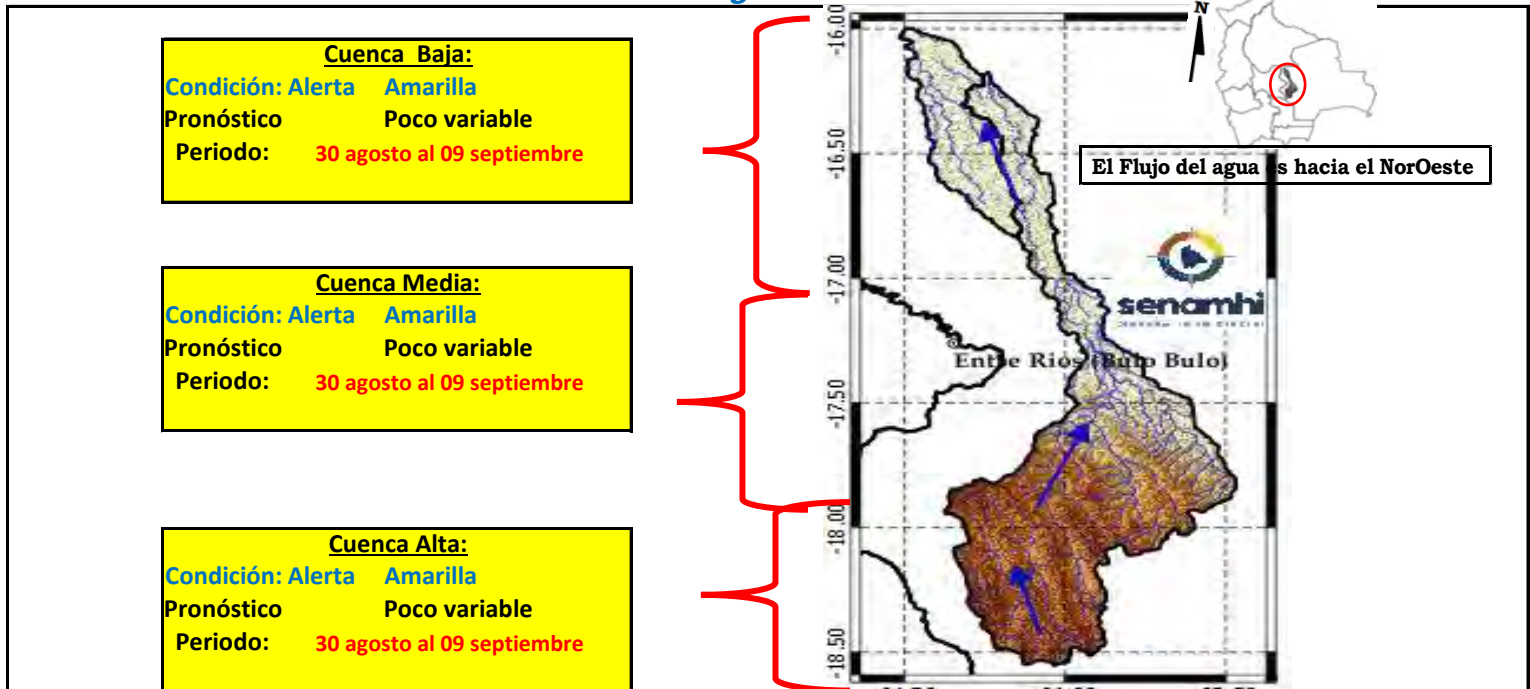 Cuenca Baja:
Condición: Alerta Amarilla
Pronóstico Poco variable
Periodo: 30 agosto al 09 septiembre
Cuenca Media:
Condición: Alerta Amarilla
Pronóstico Poco variable
Periodo: 30 agosto al 09 septiembre
Cuenca Alta:
Condición: Alerta Amarilla
Pronóstico Poco variable
Periodo: 30 agosto al 09 septiembre
N
El Flujo del agua es hacia el NorOeste
senamhi
Entre Rios (Bulo Bulo)
-16.00
-16.50
-17.00
-17.50
-18.00
-18.50